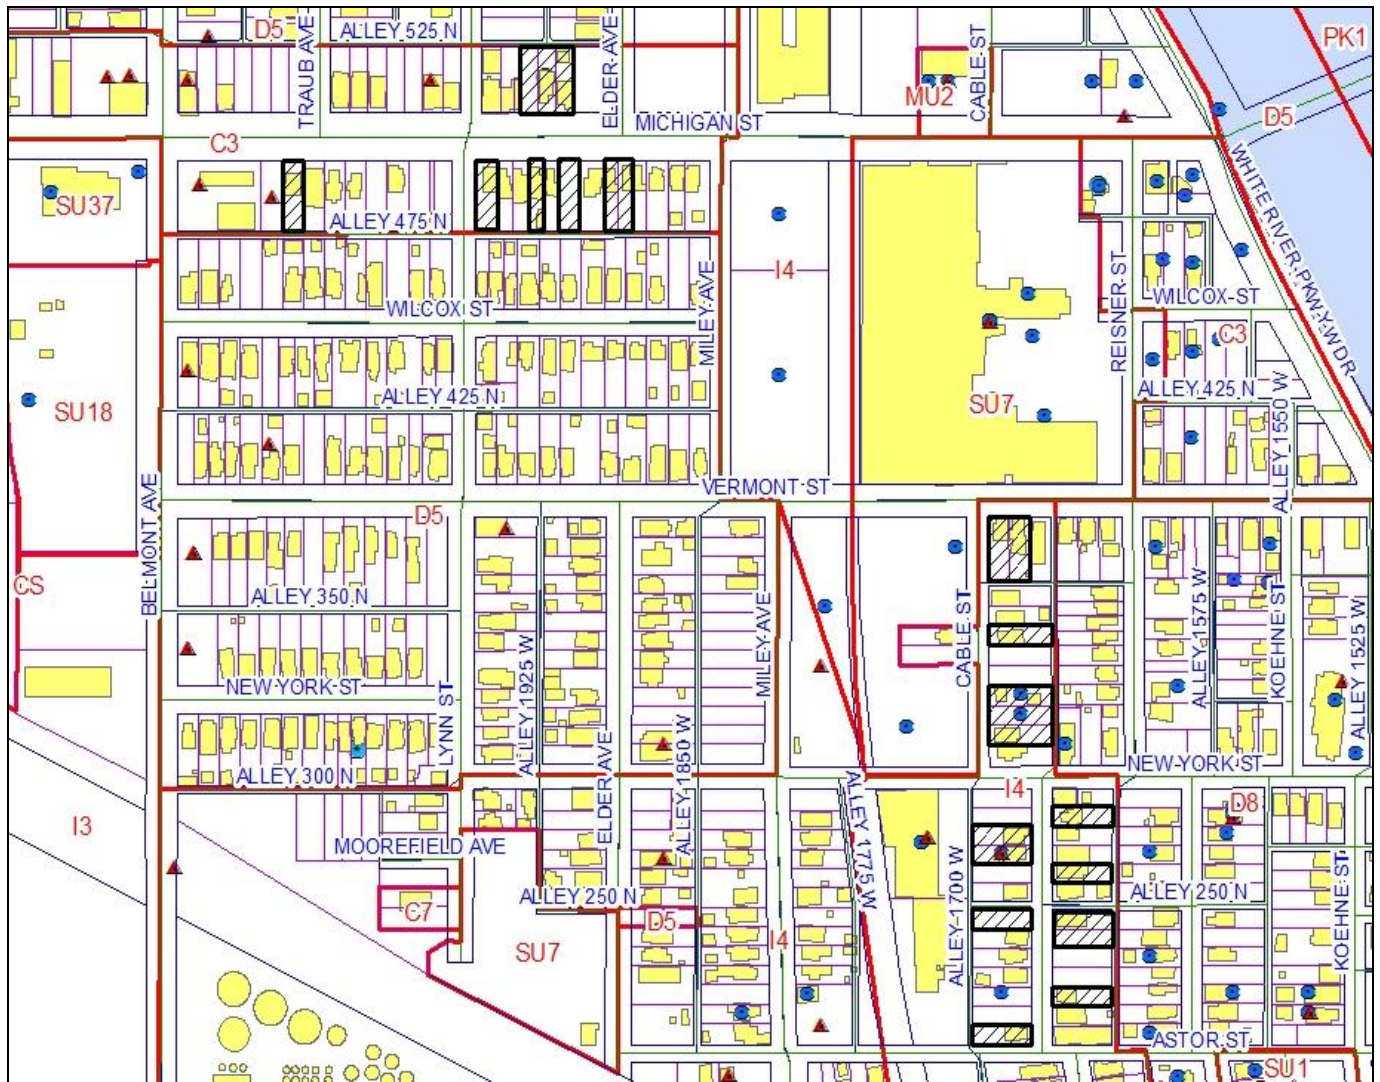 D5
TRAUB AVE
ALLEY 525 N
ELDER AVE
CABLE ST
PK1
MU2
MICHIGAN ST
D5
C3
WHITE RIVER PKWY W DR
SU37
ALLEY 475 N
MILEY AVE
I4
REISNER ST
WILCOX ST
WILCOX ST
C3
SU18
ALLEY 425 N
SU7
ALLEY 425 N
ALLEY 1550 W
BELMONT AVE
VERMONT ST
D5
CS
ALLEY 350 N
ALLEY 1925 W
MILEY AVE
CABLE ST
ALLEY 1575 W
KOEHNE ST
ALLEY 1525 W
NEW YORK ST
LYNN ST
ELDER AVE
ALLEY 1850 W
ALLEY 300 N
NEW YORK ST
I3
ALLEY 1775 W
I4
D8
MOOREFIELD AVE
ALLEY 1700 W
KOEHNE ST
C7
ALLEY 250 N
ALLEY 250 N
D5
SU7
I4
ASTOR ST
SU1